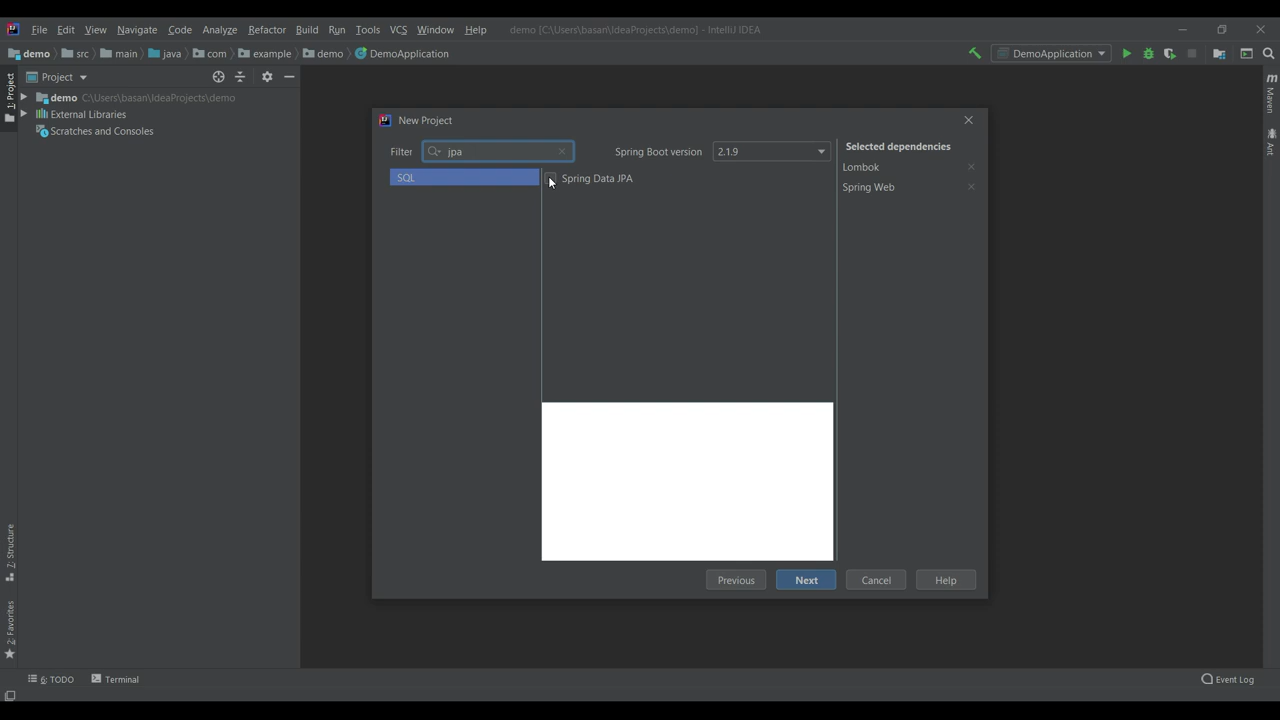 File Edit View Navigate Code Analyze Refactor Build Run Tools VCS Window Help demo [C:\Users\basan\IdeaProjects\demo] - IntelliJ IDEA
demo src main java com example demo DemoApplication DemoApplication
1: Project
Project
demo C:\Users\basan\IdeaProjects\demo
External Libraries
Scratches and Consoles
New Project
Filter jpa Spring Boot version 2.1.9
SQL
Spring Data JPA
Selected dependencies
Lombok
Spring Web
Previous Next Cancel Help
Maven
Ant
7: Structure
2: Favorites
6: TODO Terminal Event Log